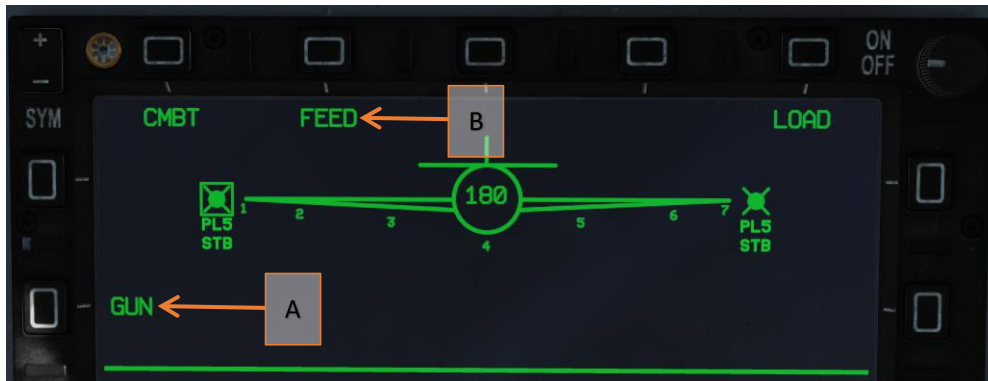 +
ON
OFF
-
SYM
CMBT
FEED
B
LOAD
180
1
2
3
4
5
6
7
PL5
STB
PL5
STB
GUN
A